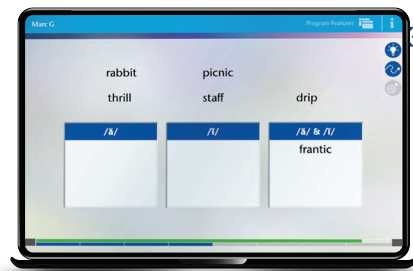 Marc G
Program Features
i
rabbit picnic
thrill staff drip
/ă/ /ĭ/ /ă/ & /ĭ/
frantic